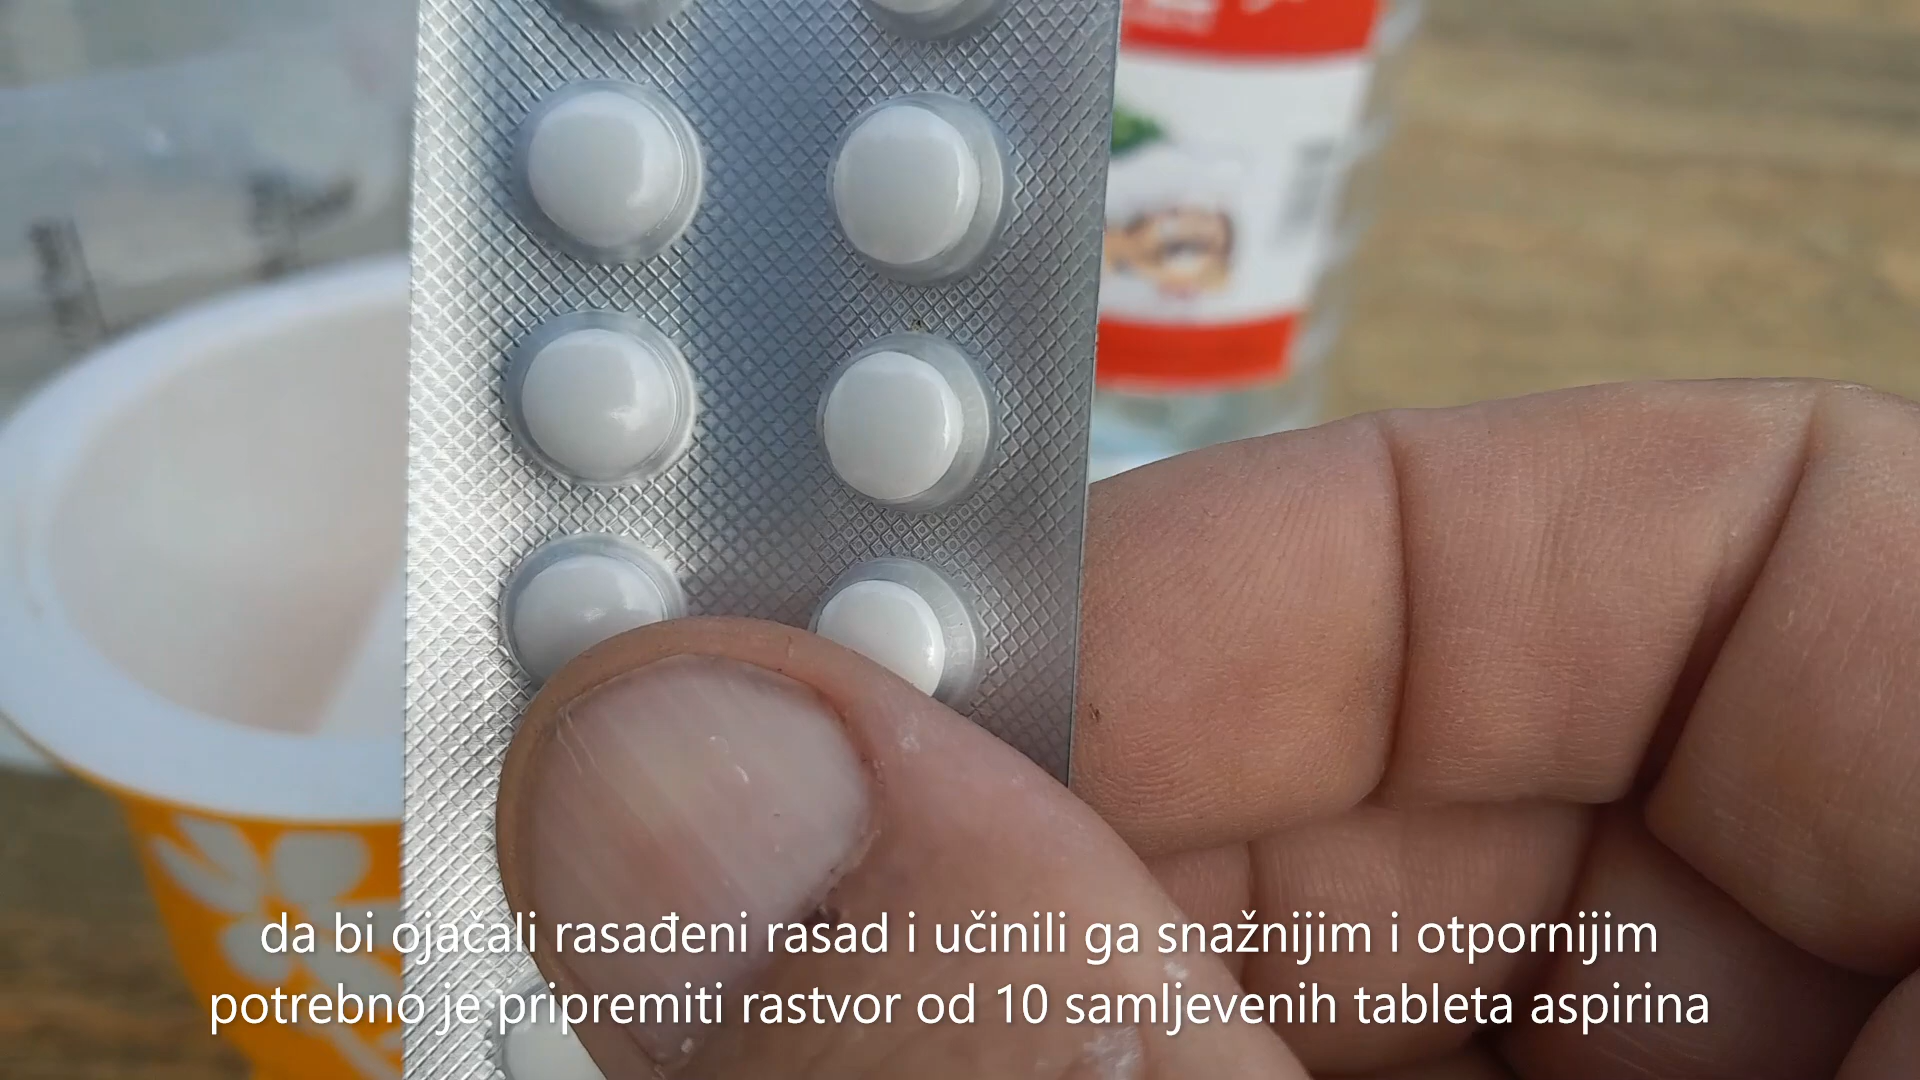 da bi ojačali rasađeni rasad i učinili ga snažnijim i otpornijim
potrebno je pripremiti rastvor od 10 samljevenih tableta aspirina